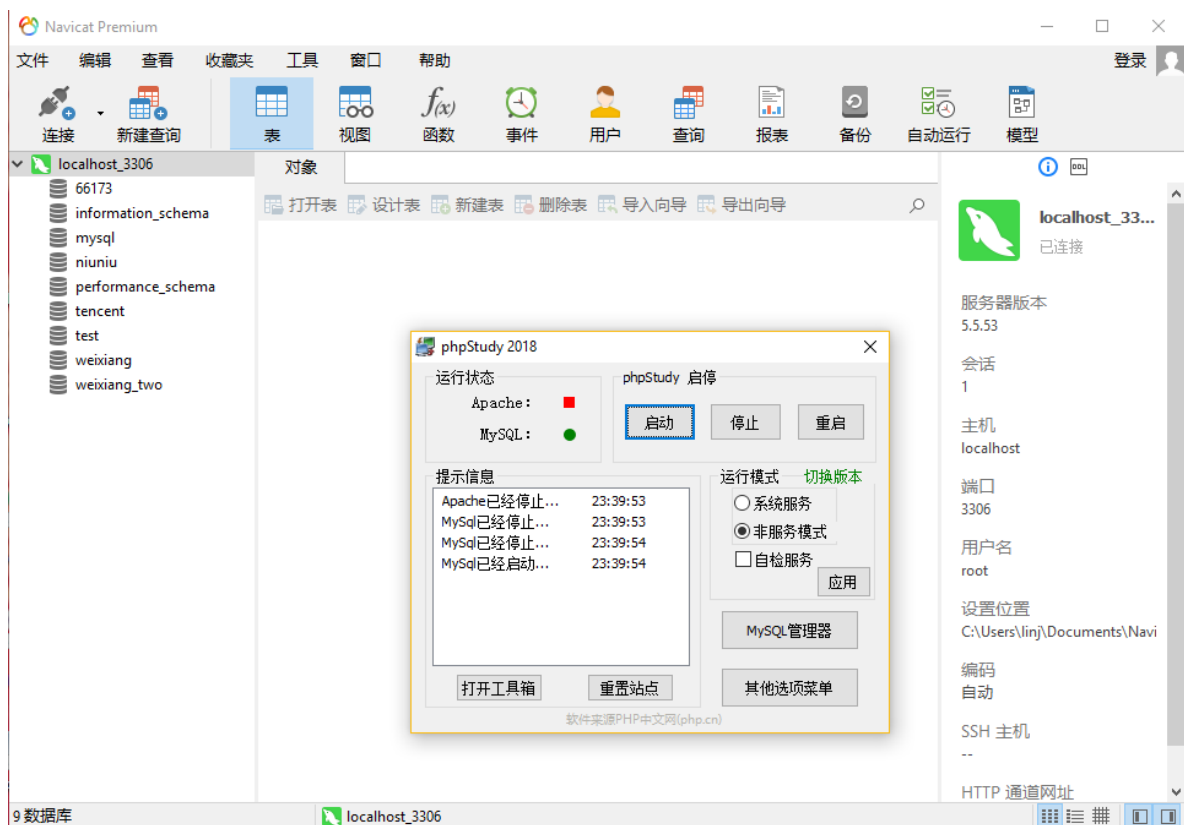 Navicat Premium
文件 编辑 查看 收藏夹 工具 窗口 帮助 登录
连接 新建查询 表 视图 f(x) 函数 事件 用户 查询 报表 备份 自动运行 模型
localhost_3306
66173
information_schema
mysql
niuniu
performance_schema
tencent
test
weixiang
weixiang_two
对象
打开表 设计表 新建表 删除表 导入向导 导出向导
phpStudy 2018
运行状态
Apache:
MySQL:
phpStudy 启停
启动 停止 重启
提示信息
Apache已经停止... 23:39:53
MySql已经停止... 23:39:53
MySql已经停止... 23:39:54
MySql已经启动... 23:39:54
运行模式 切换版本
系统服务
非服务模式
自检服务
应用
MySQL管理器
打开工具箱 重置站点 其他选项菜单
软件来源PHP中文网(php.cn)
DDL
localhost_33...
已连接
服务器版本
5.5.53
会话
1
主机
localhost
端口
3306
用户名
root
设置位置
C:\Users\linj\Documents\Navi
编码
自动
SSH 主机
--
HTTP 通道网址
9 数据库 localhost_3306